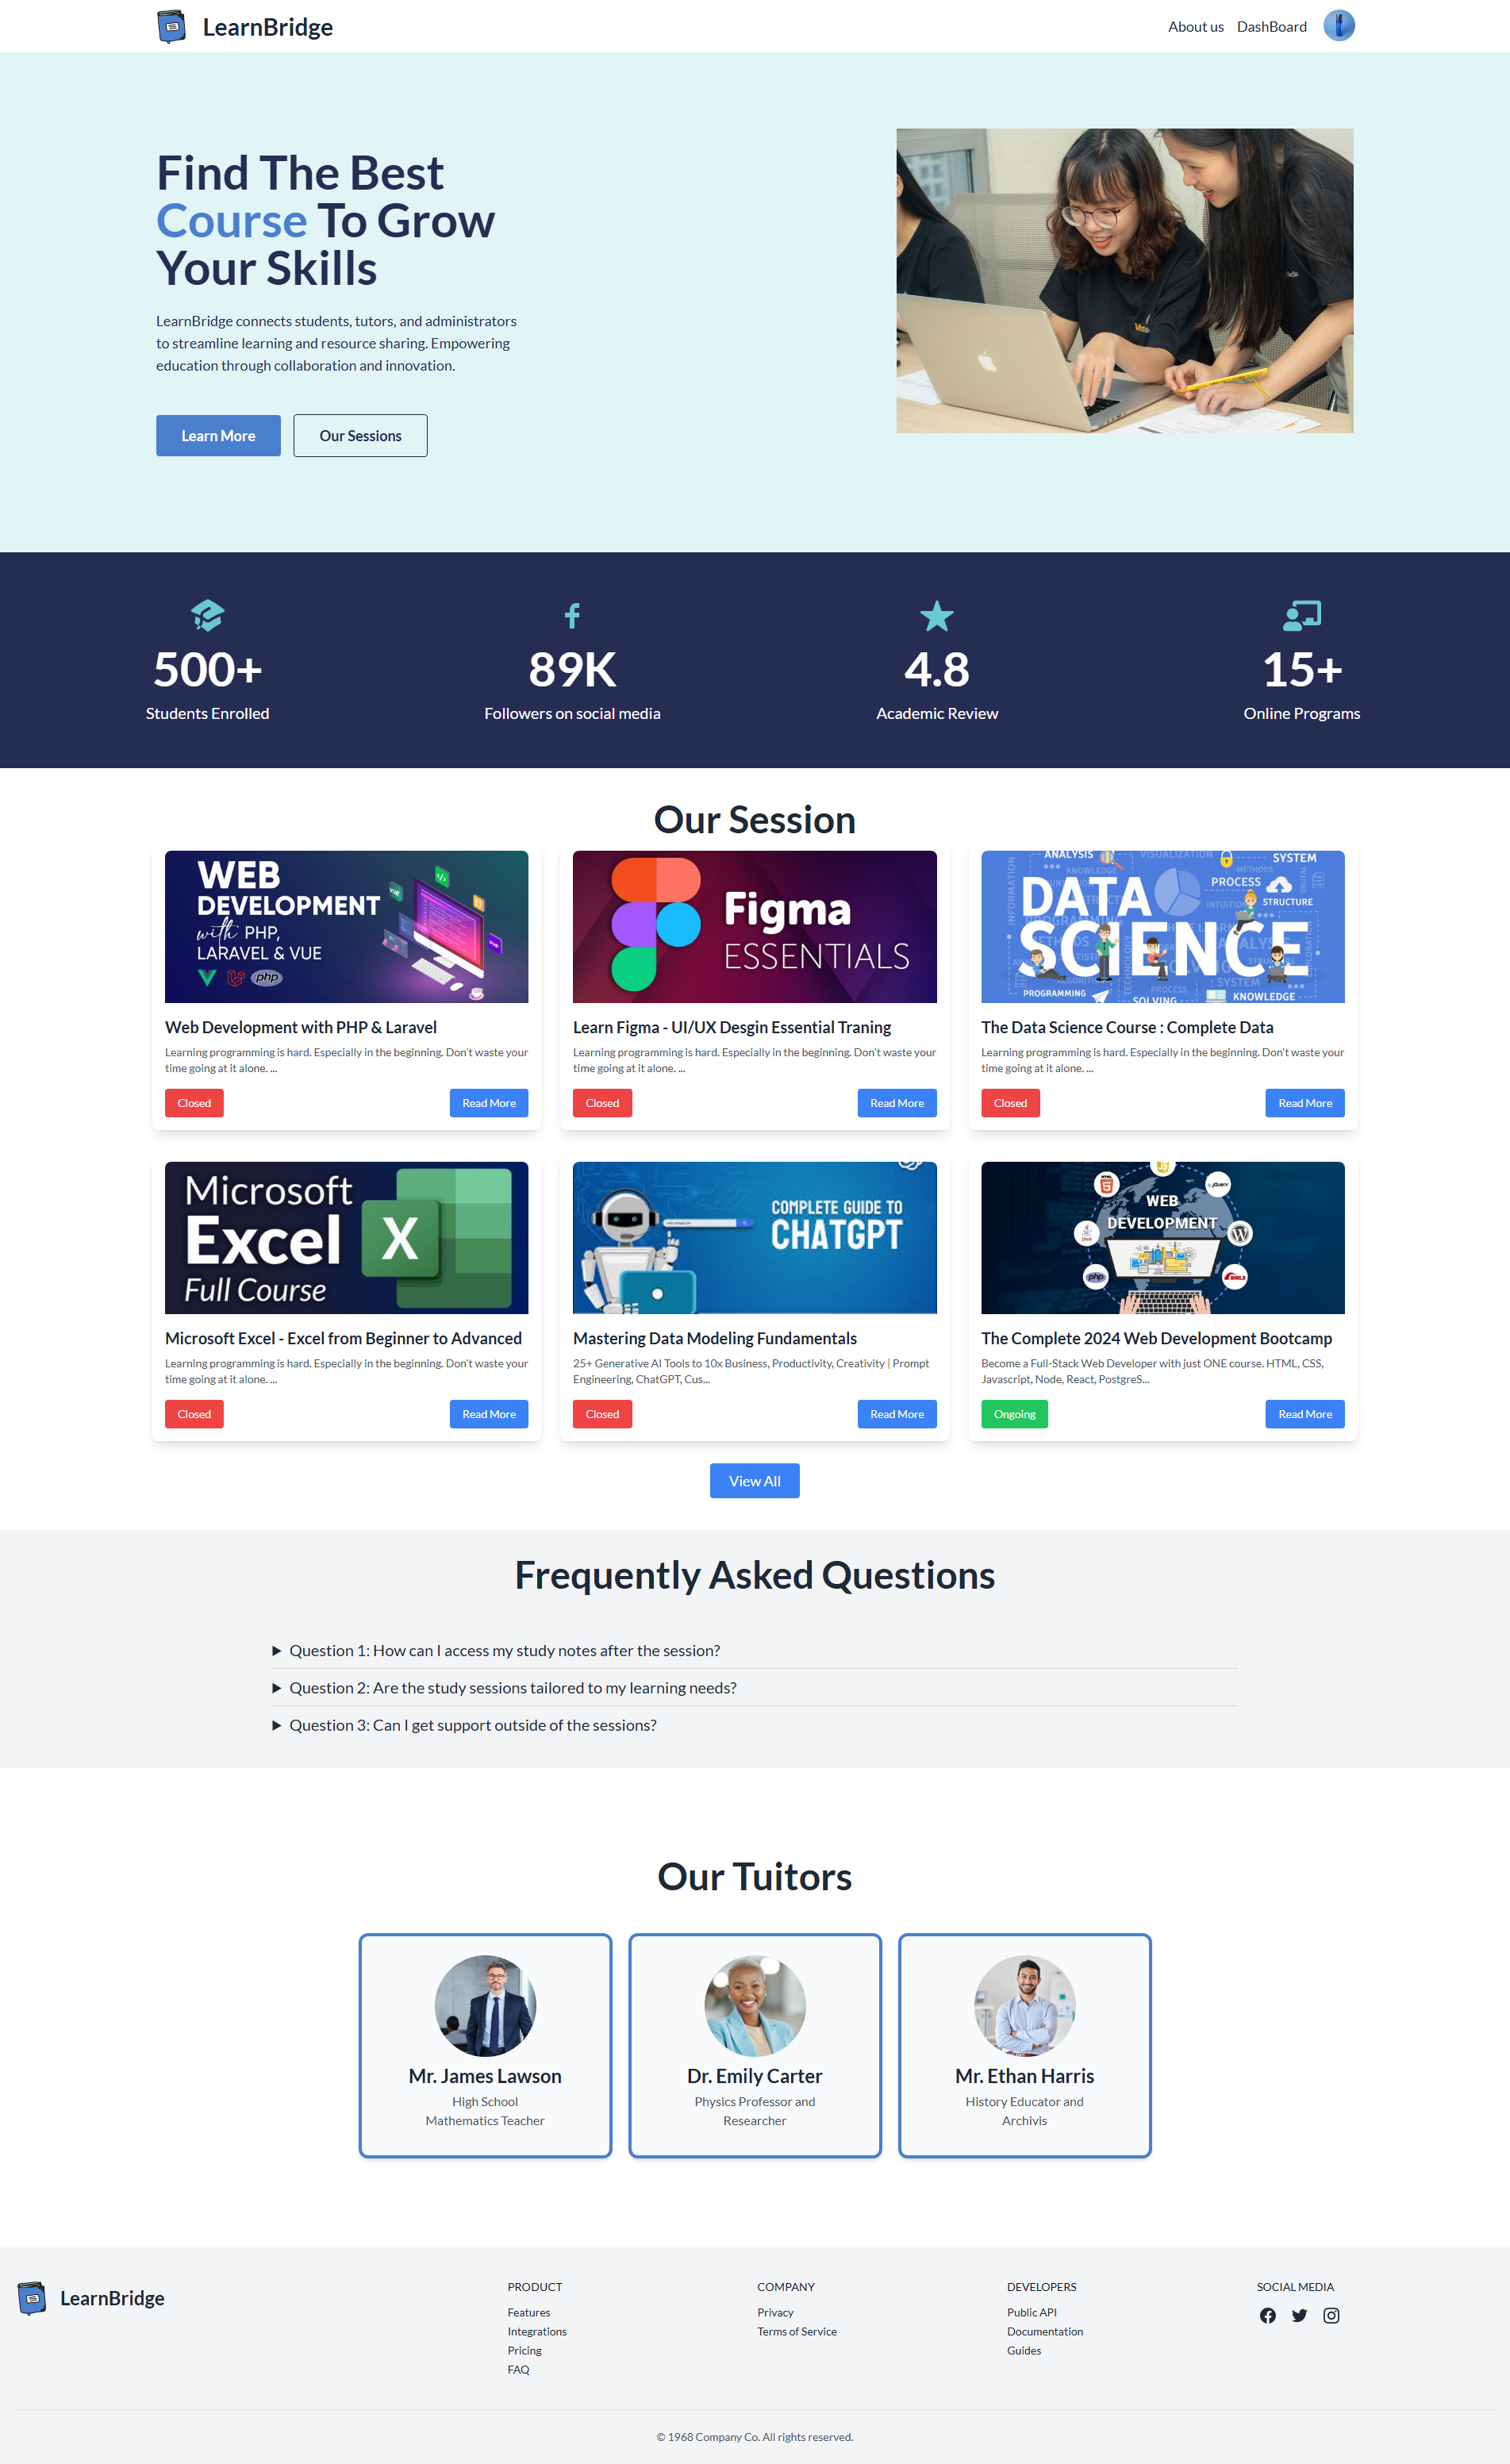 LearnBridge
About us
DashBoard
Find The Best
Course To Grow
Your Skills
LearnBridge connects students, tutors, and administrators
to streamline learning and resource sharing. Empowering
education through collaboration and innovation.
Learn More
Our Sessions
500+
Students Enrolled
89K
Followers on social media
4.8
Academic Review
15+
Online Programs
Our Session
WEB
DEVELOPMENT
with PHP,
LARAVEL & VUE
php
Web Development with PHP & Laravel
Learning programming is hard. Especially in the beginning. Don't waste your
time going at it alone. ...
Closed
Read More
Figma
ESSENTIALS
Learn Figma - UI/UX Desgin Essential Traning
Learning programming is hard. Especially in the beginning. Don't waste your
time going at it alone. ...
Closed
Read More
ANALYSIS
VISUALIZATION
SYSTEM
KNOWLEDGE
METHODS
PROCESS
INFORMATION
STRUCTURE
DATA
SCIENCE
PROGRAMMING
TECHNOLOGY
PROCESS
SYSTEM
SOLVING
KNOWLEDGE
The Data Science Course : Complete Data
Learning programming is hard. Especially in the beginning. Don't waste your
time going at it alone. ...
Closed
Read More
Microsoft
Excel
Full Course
X
Microsoft Excel - Excel from Beginner to Advanced
Learning programming is hard. Especially in the beginning. Don't waste your
time going at it alone. ...
Closed
Read More
COMPLETE GUIDE TO
CHATGPT
Mastering Data Modeling Fundamentals
25+ Generative AI Tools to 10x Business, Productivity, Creativity | Prompt
Engineering, ChatGPT, Cus...
Closed
Read More
HTML
JS
jQuery
WEB
DEVELOPMENT
Java
php
RAILS
The Complete 2024 Web Development Bootcamp
Become a Full-Stack Web Developer with just ONE course. HTML, CSS,
Javascript, Node, React, PostgreS...
Ongoing
Read More
View All
Frequently Asked Questions
Question 1: How can I access my study notes after the session?
Question 2: Are the study sessions tailored to my learning needs?
Question 3: Can I get support outside of the sessions?
Our Tuitors
Mr. James Lawson
High School
Mathematics Teacher
Dr. Emily Carter
Physics Professor and
Researcher
Mr. Ethan Harris
History Educator and
Archivis
LearnBridge
PRODUCT
Features
Integrations
Pricing
FAQ
COMPANY
Privacy
Terms of Service
DEVELOPERS
Public API
Documentation
Guides
SOCIAL MEDIA
© 1968 Company Co. All rights reserved.